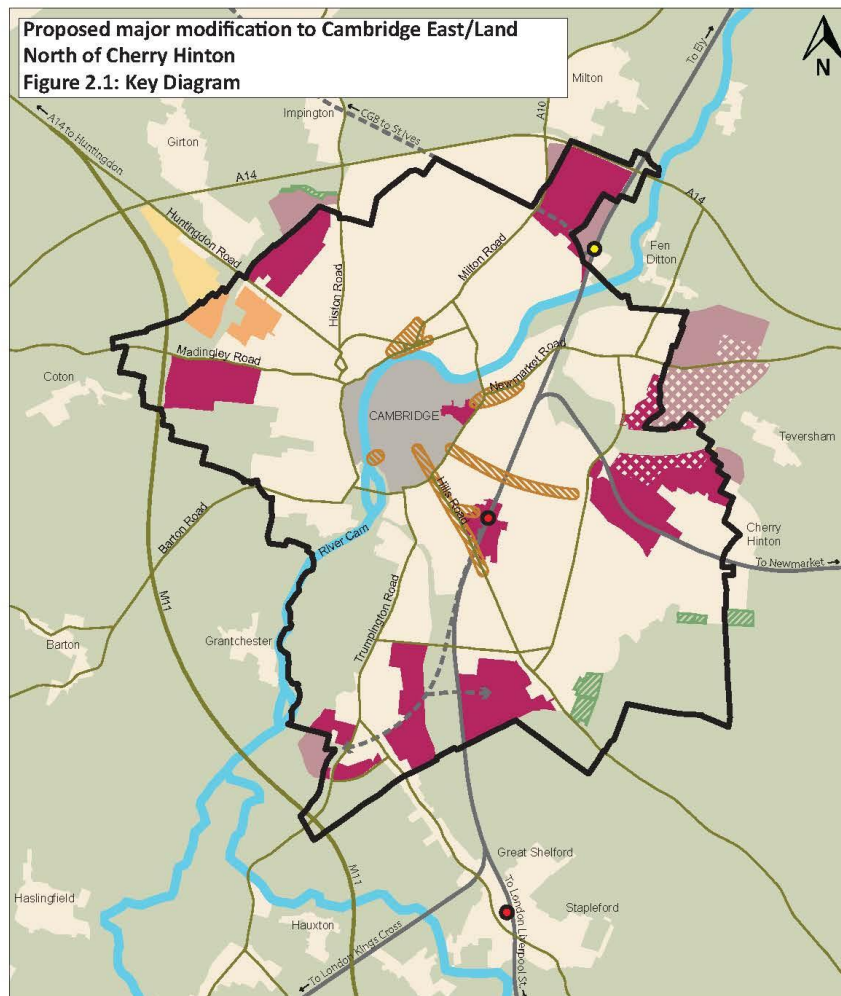 Proposed major modification to Cambridge East/Land
North of Cherry Hinton
Figure 2.1: Key Diagram
N
To Ely →
Milton
Impington
← CGB to St Ives
A10
← A14 to Huntingdon
Girton
A14
A14
Huntingdon Road
Histon Road
Milton Road
Fen
Ditton
Madingley Road
Newmarket Road
Coton
CAMBRIDGE
Teversham
Hills Road
Barton Road
River Cam
Cherry
Hinton
To Newmarket →
M11
Trumpington Road
Grantchester
Barton
Great Shelford
M11
To London Liverpool St. →
Haslingfield
Stapleford
Hauxton
← To London Kings Cross